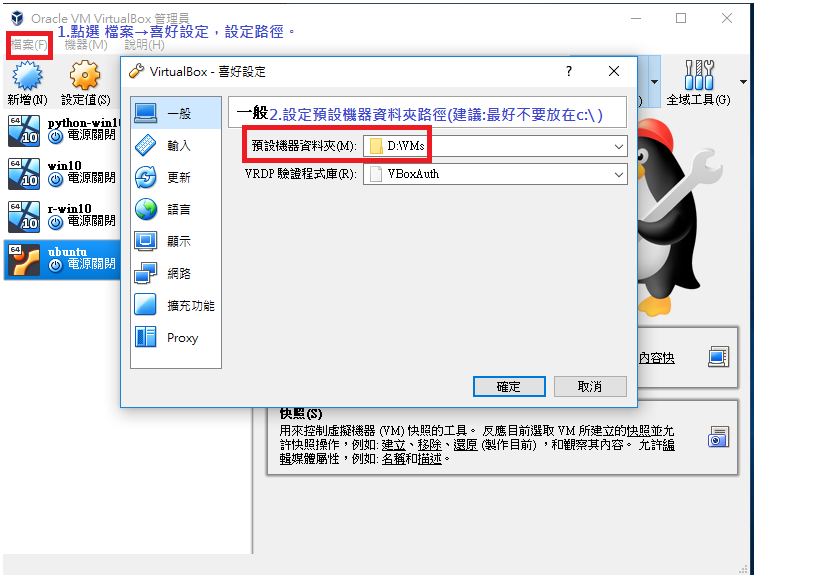 Oracle VM VirtualBox 管理員
1.點選 檔案→喜好設定，設定路徑。
檔案(F) 機器(M) 說明(H)
新增(N) 設定值(S) 全域工具(G)
python-win10
電源關閉
win10
電源關閉
r-win10
電源關閉
ubuntu
電源關閉
VirtualBox - 喜好設定
一般
輸入
更新
語言
顯示
網路
擴充功能
Proxy
一般2.設定預設機器資料夾路徑(建議:最好不要放在c:\ )
預設機器資料夾(M): D:\VMs
VRDP 驗證程式庫(R): VBoxAuth
確定 取消
內容快
快照(S)
用來控制虛擬機器 (VM) 快照的工具。 反應目前選取 VM 所建立的快照並允
許快照操作，例如: 建立、移除、還原 (製作目前) ，和觀察其內容。 允許編
輯媒體屬性，例如: 名稱和描述。